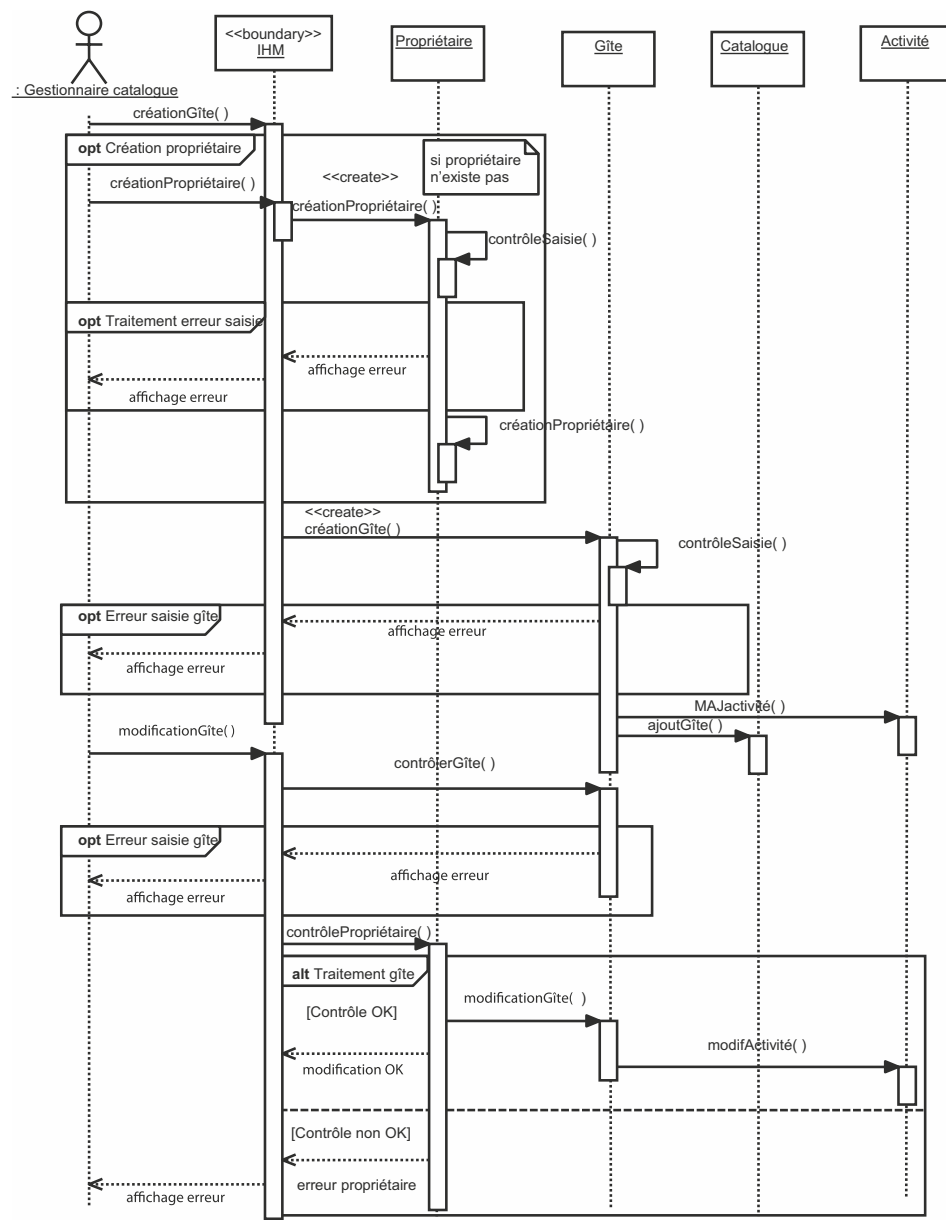 <<boundary>>
IHM
Propriétaire
Gîte
Catalogue
Activité
: Gestionnaire catalogue
créationGîte( )
opt Création propriétaire
si propriétaire
n'existe pas
créationPropriétaire( )
<<create>>
créationPropriétaire( )
contrôleSaisie( )
opt Traitement erreur saisie
affichage erreur
affichage erreur
créationPropriétaire( )
<<create>>
créationGîte( )
contrôleSaisie( )
opt Erreur saisie gîte
affichage erreur
affichage erreur
MAJactivité( )
ajoutGîte( )
modificationGîte( )
contrôlerGîte( )
opt Erreur saisie gîte
affichage erreur
affichage erreur
contrôlePropriétaire( )
alt Traitement gîte
[Contrôle OK]
modificationGîte( )
modifActivité( )
modification OK
[Contrôle non OK]
erreur propriétaire
affichage erreur